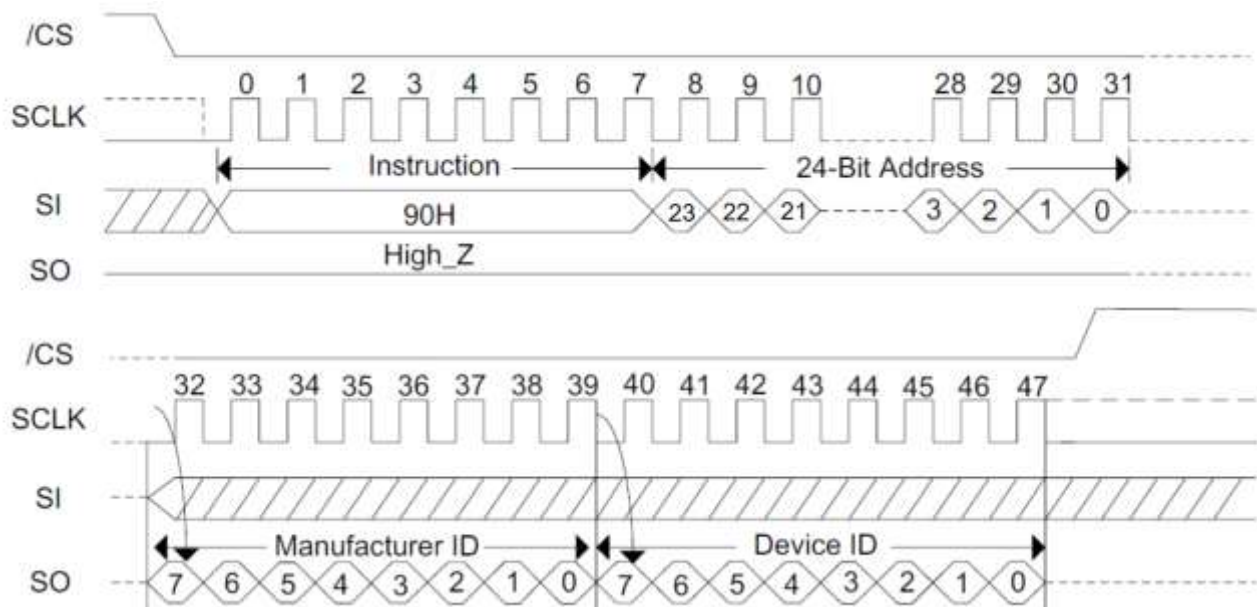 /CS
0 1 2 3 4 5 6 7 8 9 10 28 29 30 31
SCLK
Instruction 24-Bit Address
SI 90H 23 22 21 3 2 1 0
High_Z
SO
/CS
32 33 34 35 36 37 38 39 40 41 42 43 44 45 46 47
SCLK
SI
Manufacturer ID Device ID
SO 7 6 5 4 3 2 1 0 7 6 5 4 3 2 1 0